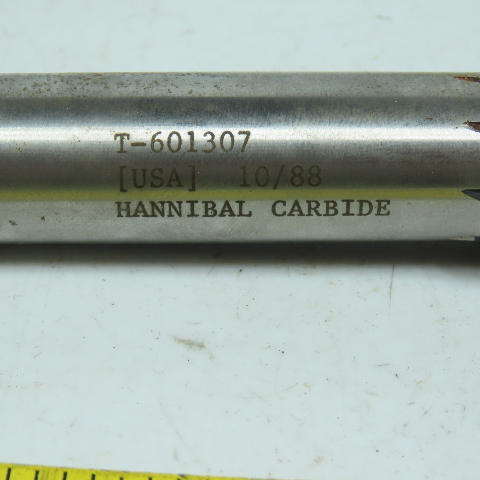 T-601307
[USA] 10/88
HANNIBAL CARBIDE